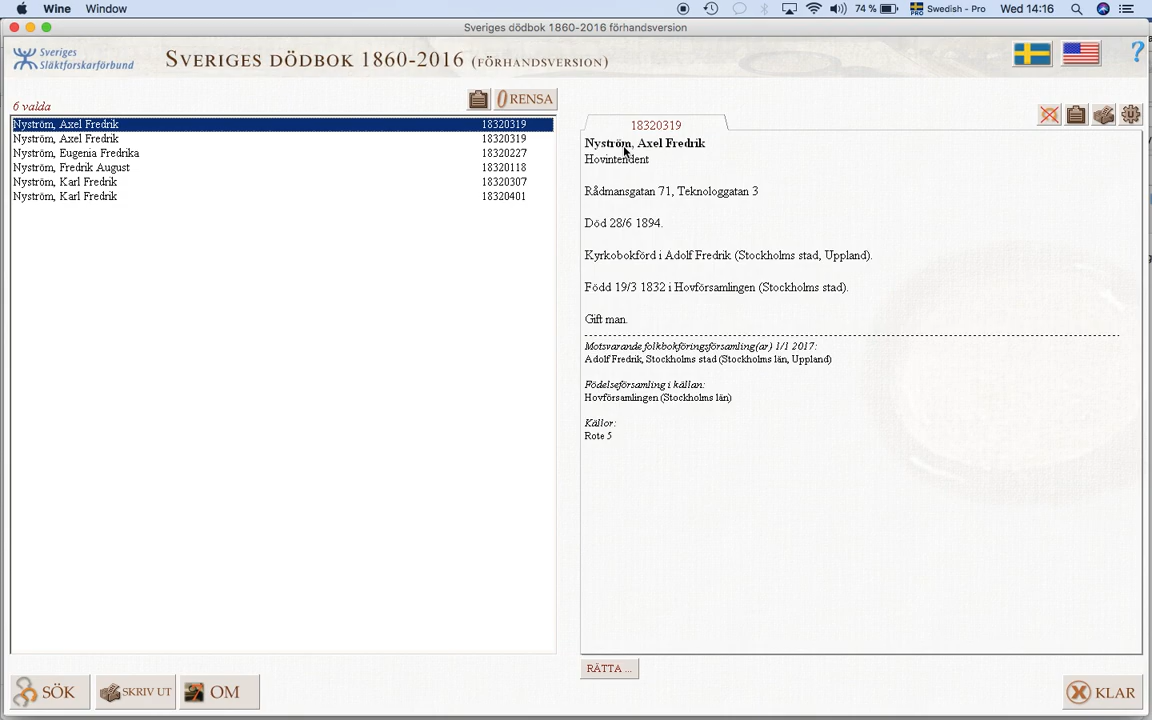 Wine Window 74 % Swedish - Pro Wed 14:16
Sveriges dödbok 1860-2016 förhandsversion
Sveriges
Släktforskarförbund
SVERIGES DÖDBOK 1860-2016 (FÖRHANDSVERSION)
?
6 valda
RENSA
Nyström, Axel Fredrik 18320319
Nyström, Axel Fredrik 18320319
Nyström, Eugenia Fredrika 18320227
Nyström, Fredrik August 18320118
Nyström, Karl Fredrik 18320307
Nyström, Karl Fredrik 18320401
18320319
Nyström, Axel Fredrik
Hovintendent
Rådmansgatan 71, Teknologgatan 3
Död 28/6 1894.
Kyrkobokförd i Adolf Fredrik (Stockholms stad, Uppland).
Född 19/3 1832 i Hovförsamlingen (Stockholms stad).
Gift man.
Motsvarande folkbokföringsförsamling(ar) 1/1 2017:
Adolf Fredrik, Stockholms stad (Stockholms län, Uppland)
Födelseförsamling i källan:
Hovförsamlingen (Stockholms län)
Källor:
Rote 5
RÄTTA ...
SÖK
SKRIV UT
OM
KLAR